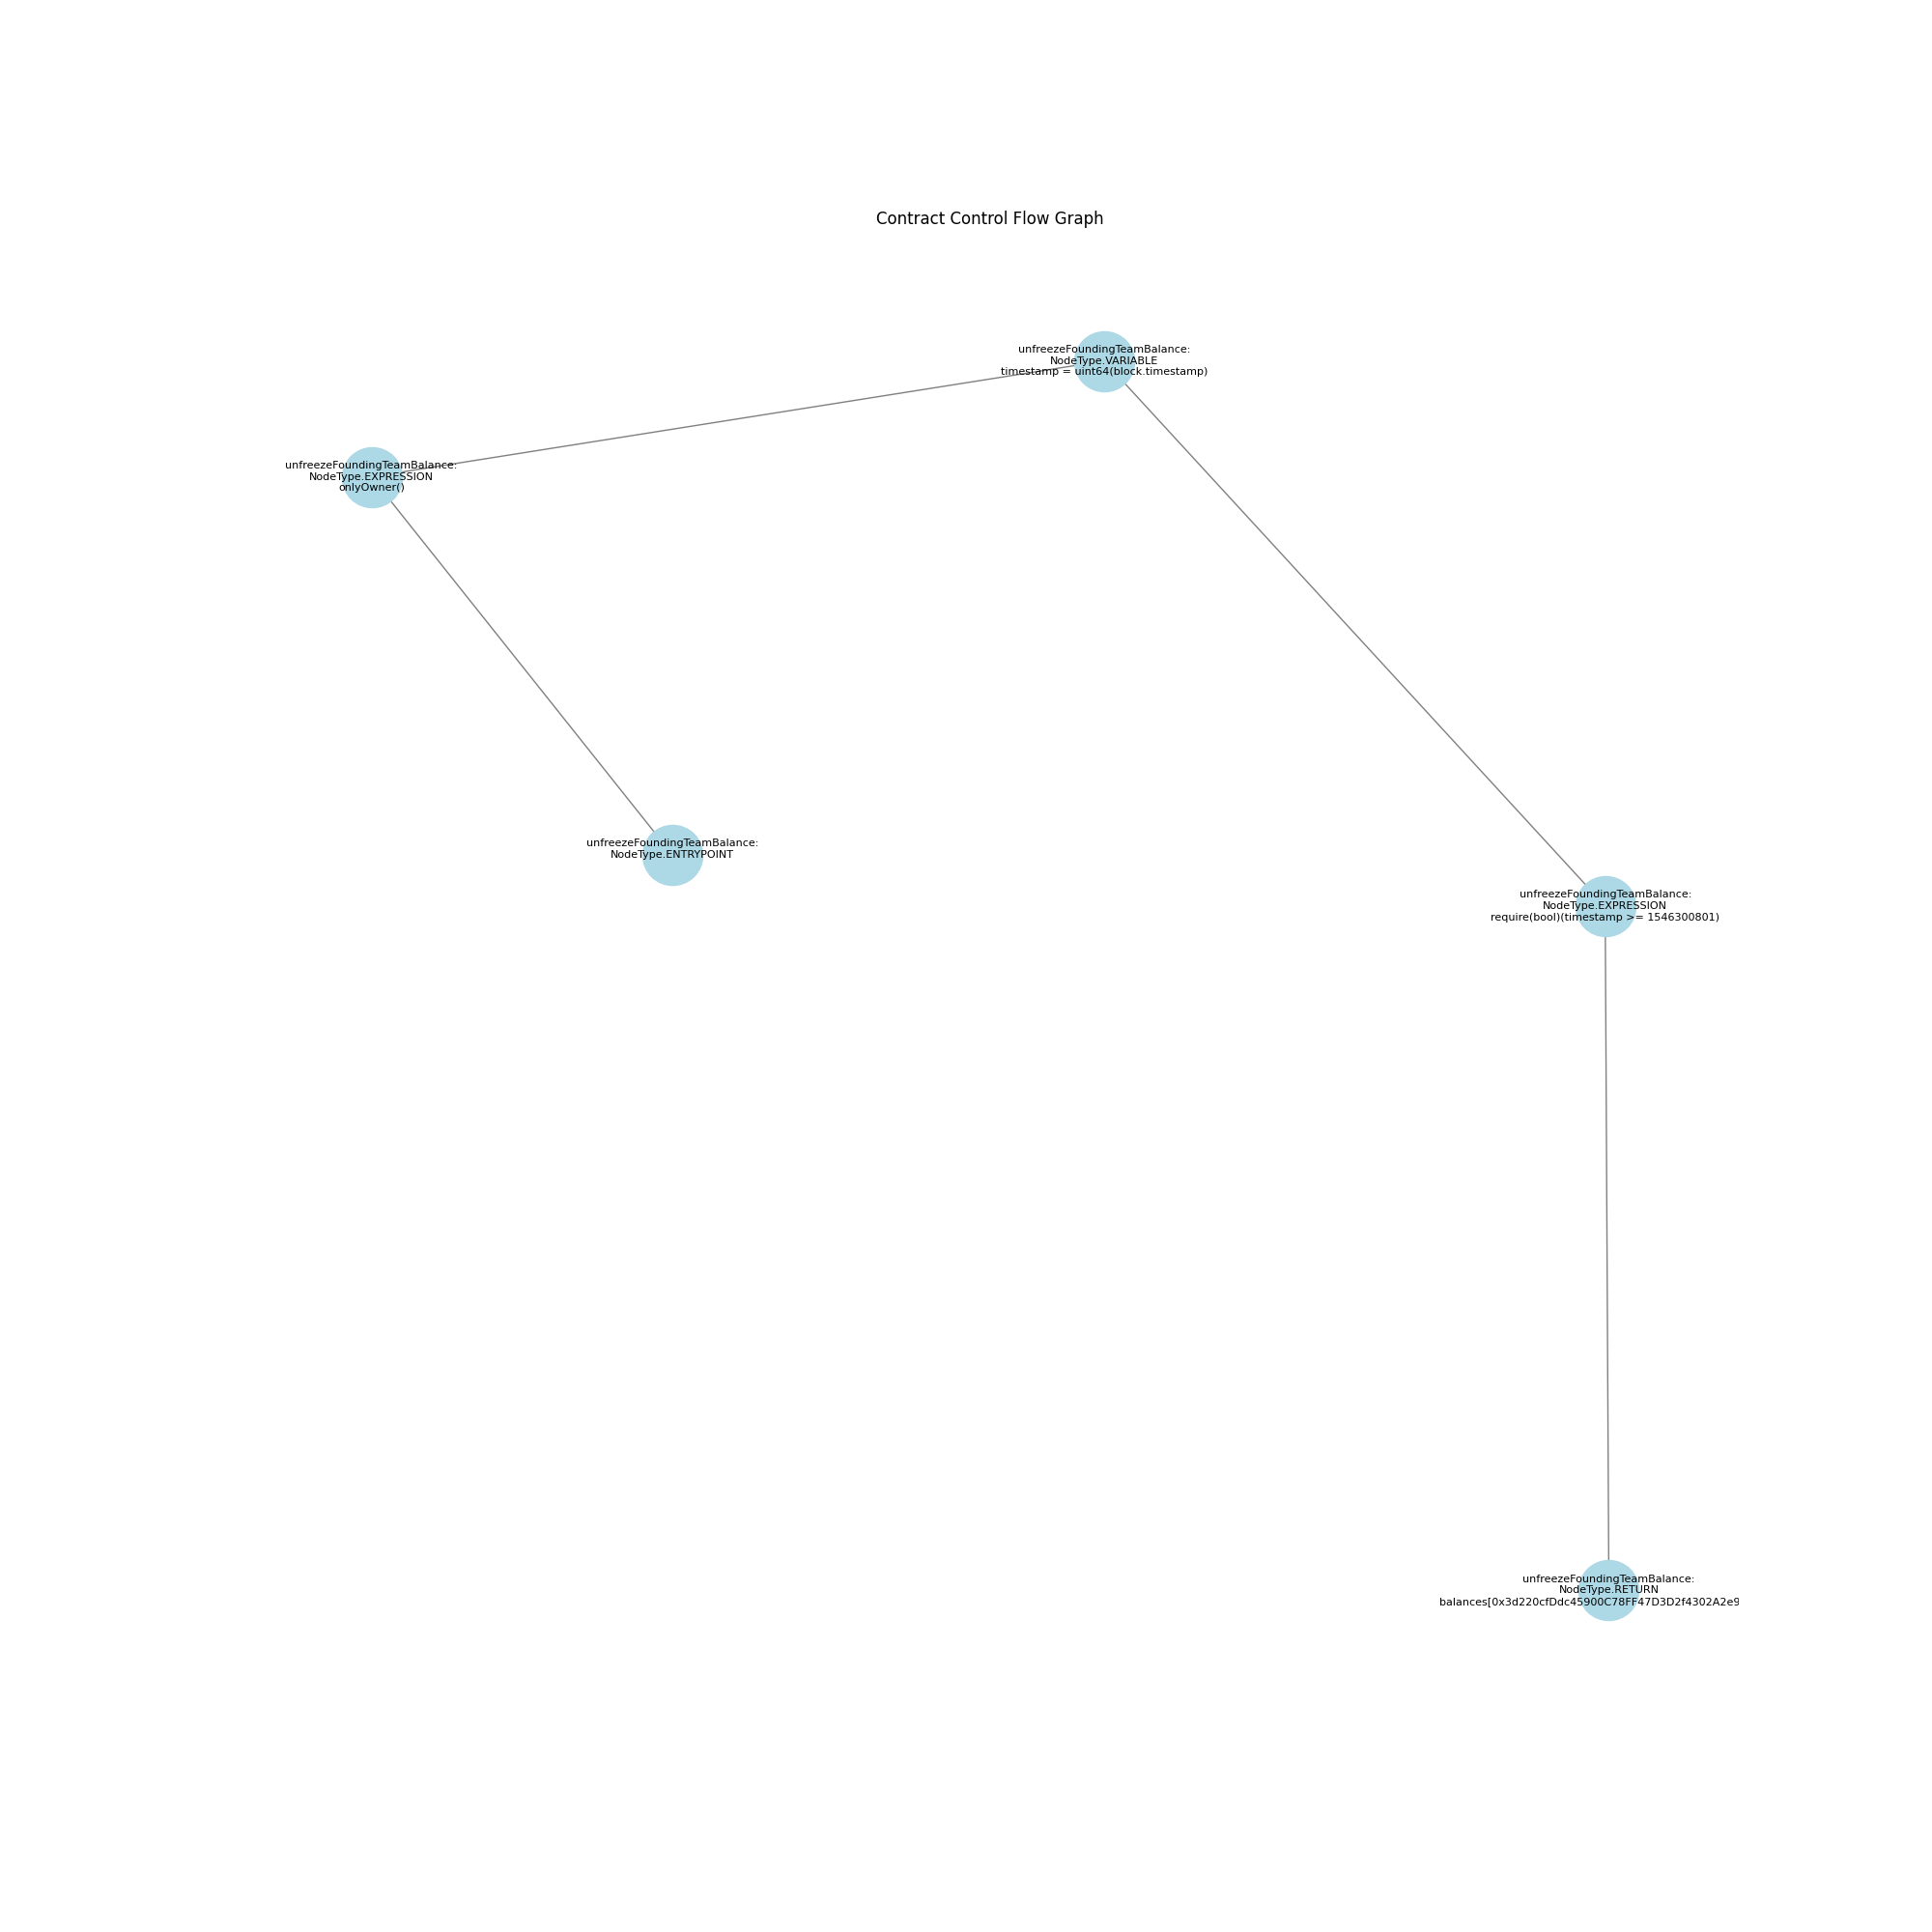 Contract Control Flow Graph
unfreezeFoundingTeamBalance:
NodeType.VARIABLE
timestamp = uint64(block.timestamp)
unfreezeFoundingTeamBalance:
NodeType.EXPRESSION
onlyOwner()
unfreezeFoundingTeamBalance:
NodeType.ENTRYPOINT
unfreezeFoundingTeamBalance:
NodeType.EXPRESSION
require(bool)(timestamp >= 1546300801)
unfreezeFoundingTeamBalance:
NodeType.RETURN
balances[0x3d220cfDdc45900C78FF47D3D2f4302A2e9